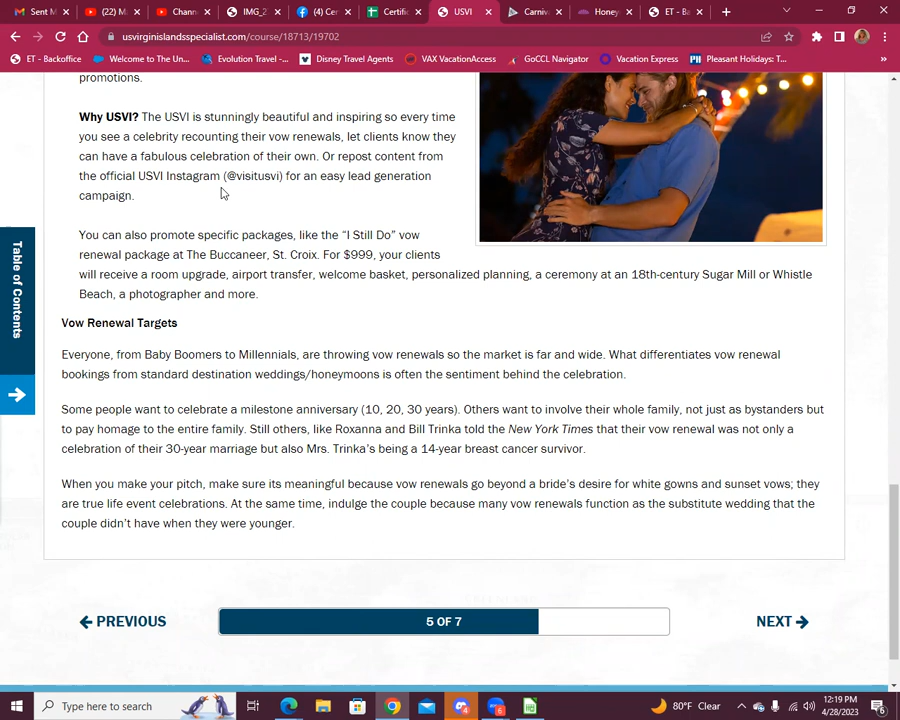 Sent M
(22) M
Chann
IMG_2
(4) Cer
Certific
USVI
Carniv
Honey
ET - Ba
usvirginislandsspecialist.com/course/18713/19702
ET - Backoffice
Welcome to The Un...
Evolution Travel -...
Disney Travel Agents
VAX VacationAccess
GoCCL Navigator
Vacation Express
Pleasant Holidays: T...
promotions.
Why USVI? The USVI is stunningly beautiful and inspiring so every time
you see a celebrity recounting their vow renewals, let clients know they
can have a fabulous celebration of their own. Or repost content from
the official USVI Instagram (@visitusvi) for an easy lead generation
campaign.
You can also promote specific packages, like the “I Still Do” vow
renewal package at The Buccaneer, St. Croix. For $999, your clients
will receive a room upgrade, airport transfer, welcome basket, personalized planning, a ceremony at an 18th-century Sugar Mill or Whistle
Beach, a photographer and more.
Table of Contents
Vow Renewal Targets
Everyone, from Baby Boomers to Millennials, are throwing vow renewals so the market is far and wide. What differentiates vow renewal
bookings from standard destination weddings/honeymoons is often the sentiment behind the celebration.
Some people want to celebrate a milestone anniversary (10, 20, 30 years). Others want to involve their whole family, not just as bystanders but
to pay homage to the entire family. Still others, like Roxanna and Bill Trinka told the New York Times that their vow renewal was not only a
celebration of their 30-year marriage but also Mrs. Trinka’s being a 14-year breast cancer survivor.
When you make your pitch, make sure its meaningful because vow renewals go beyond a bride’s desire for white gowns and sunset vows; they
are true life event celebrations. At the same time, indulge the couple because many vow renewals function as the substitute wedding that the
couple didn’t have when they were younger.
PREVIOUS
5 OF 7
NEXT
Type here to search
80°F Clear
12:19 PM
4/28/2023